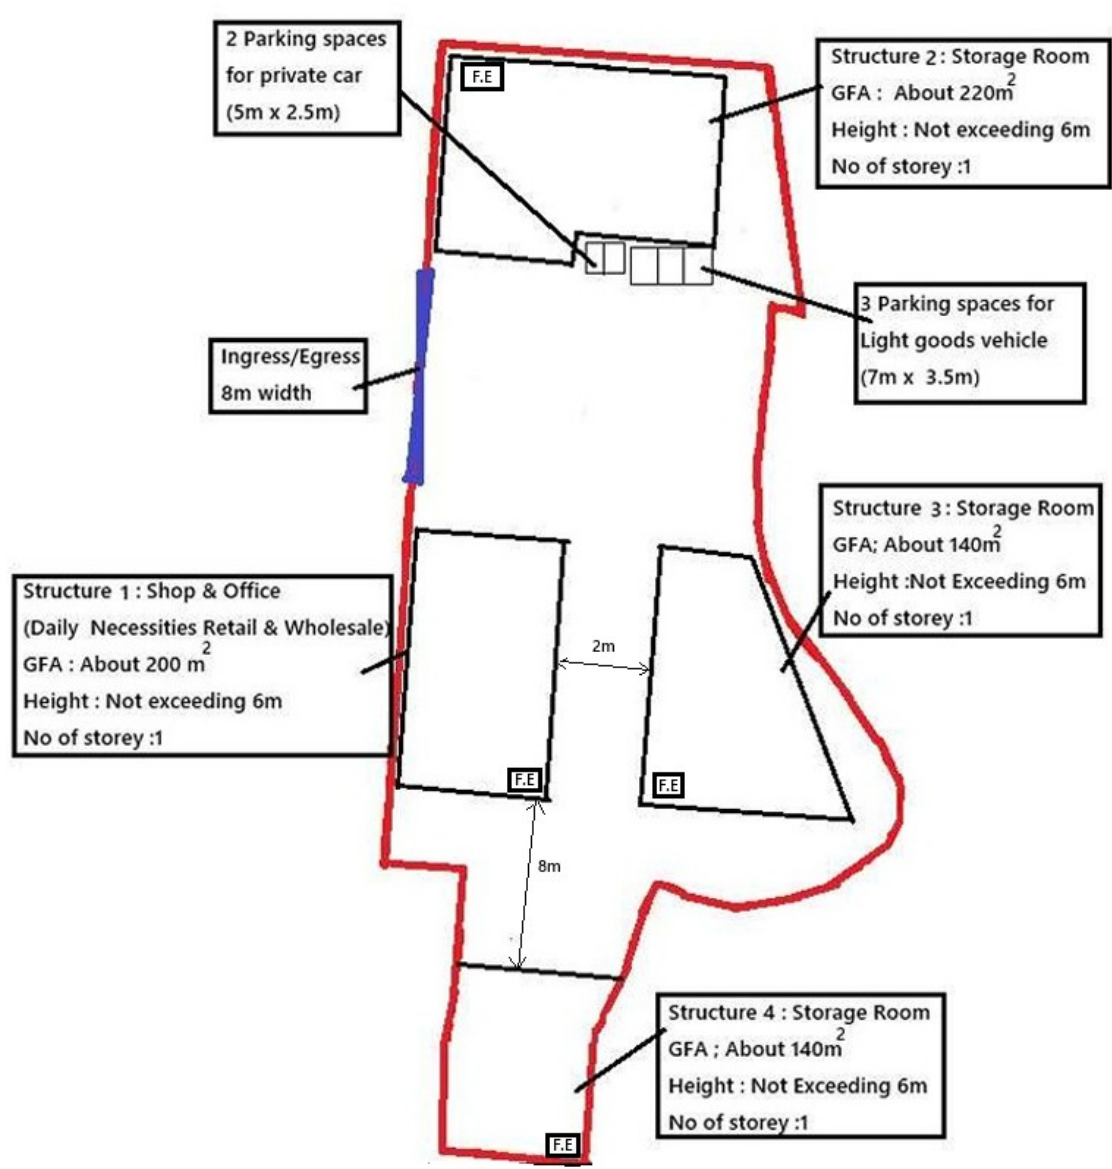 2 Parking spaces
for private car
(5m x 2.5m)
F.E
Structure 2 : Storage Room
GFA : About 220m²
Height : Not exceeding 6m
No of storey :1
3 Parking spaces for
Light goods vehicle
(7m x 3.5m)
Ingress/Egress
8m width
Structure 3 : Storage Room
GFA; About 140m²
Height :Not Exceeding 6m
No of storey :1
Structure 1 : Shop & Office
(Daily Necessities Retail & Wholesale)
GFA : About 200 m²
Height : Not exceeding 6m
No of storey :1
2m
F.E
F.E
8m
Structure 4 : Storage Room
GFA ; About 140m²
Height : Not Exceeding 6m
No of storey :1
F.E